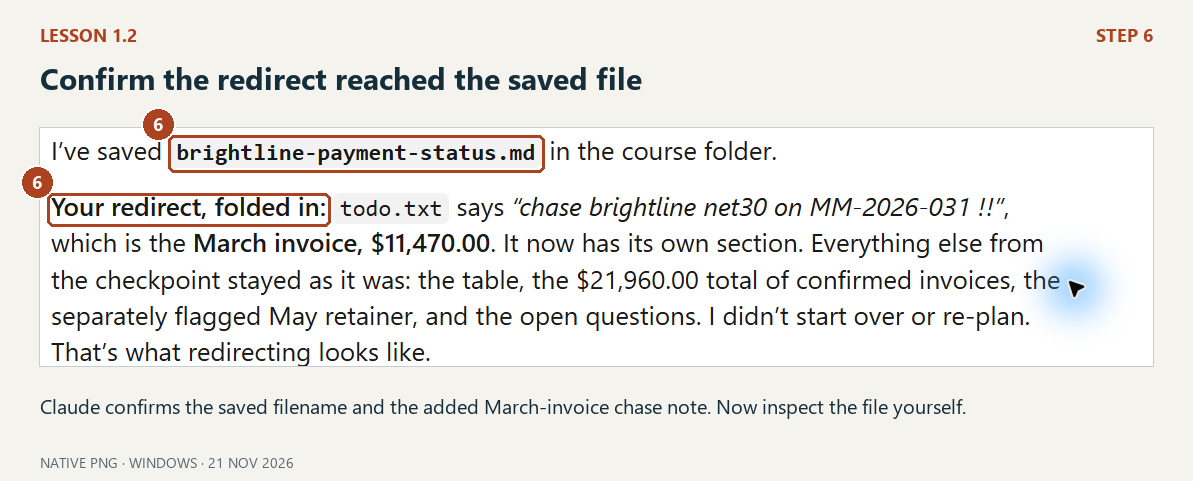 LESSON 1.2
STEP 6
Confirm the redirect reached the saved file
6
I’ve saved brightline-payment-status.md in the course folder.
6
Your redirect, folded in: todo.txt says “chase brightline net30 on MM-2026-031 !!”,
which is the March invoice, $11,470.00. It now has its own section. Everything else from
the checkpoint stayed as it was: the table, the $21,960.00 total of confirmed invoices, the
separately flagged May retainer, and the open questions. I didn’t start over or re-plan.
That’s what redirecting looks like.
Claude confirms the saved filename and the added March-invoice chase note. Now inspect the file yourself.
NATIVE PNG · WINDOWS · 21 NOV 2026